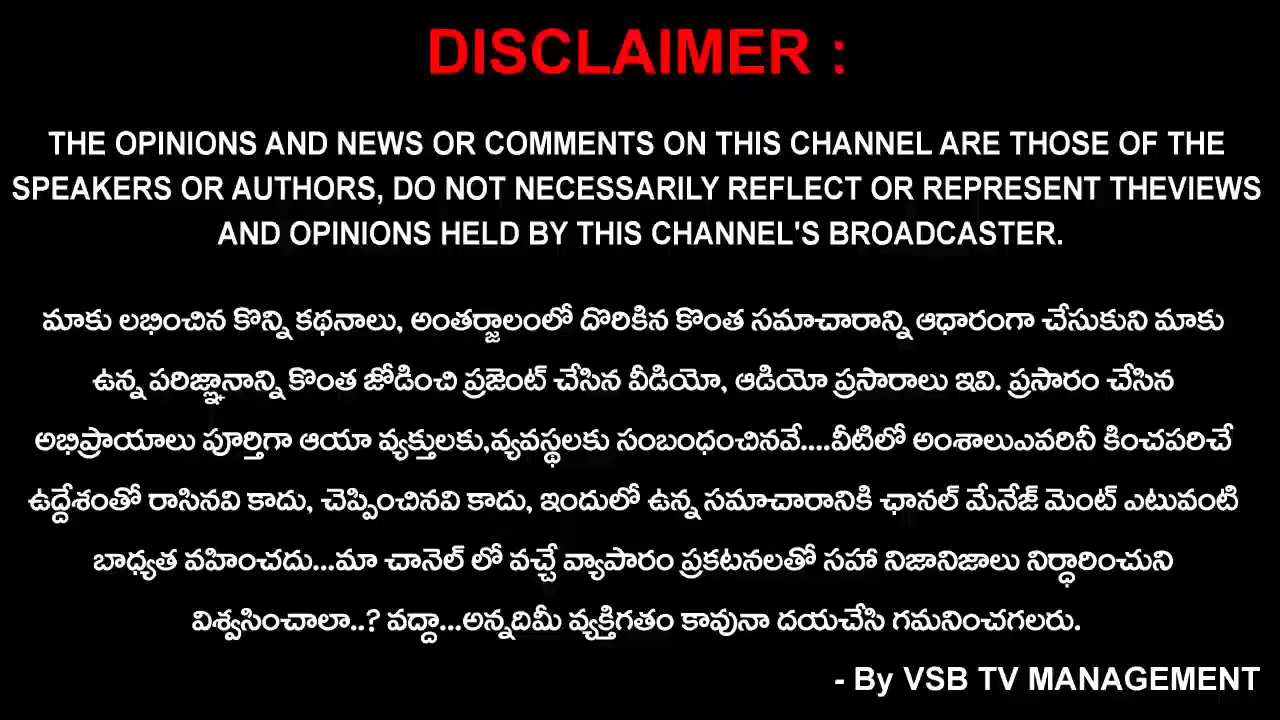 DISCLAIMER :
THE OPINIONS AND NEWS OR COMMENTS ON THIS CHANNEL ARE THOSE OF THE
SPEAKERS OR AUTHORS, DO NOT NECESSARILY REFLECT OR REPRESENT THEVIEWS
AND OPINIONS HELD BY THIS CHANNEL'S BROADCASTER.
మాకు లభించిన కొన్ని కథనాలు, అంతర్జాలంలో దొరికిన కొంత సమాచారాన్ని ఆధారంగా చేసుకుని మాకు
ఉన్న పరిజ్ఞానాన్ని కొంత జోడించి ప్రజెంట్ చేసిన వీడియో, ఆడియో ప్రసారాలు ఇవి. ప్రసారం చేసిన
అభిప్రాయాలు పూర్తిగా ఆయా వ్యక్తులకు,వ్యవస్థలకు సంబంధంచినవే....వీటిలో అంశాలుఎవరినీ కించపరిచే
ఉద్దేశంతో రాసినవి కాదు, చెప్పించినవి కాదు, ఇందులో ఉన్న సమాచారానికి ఛానల్ మేనేజ్ మెంట్ ఎటువంటి
బాధ్యత వహించదు...మా చానెల్ లో వచ్చే వ్యాపారం ప్రకటనలతో సహా నిజానిజాలు నిర్ధారించుని
విశ్వసించాలా..? వద్దా...అన్నదిమీ వ్యక్తిగతం కావునా దయచేసి గమనించగలరు.
- By VSB TV MANAGEMENT